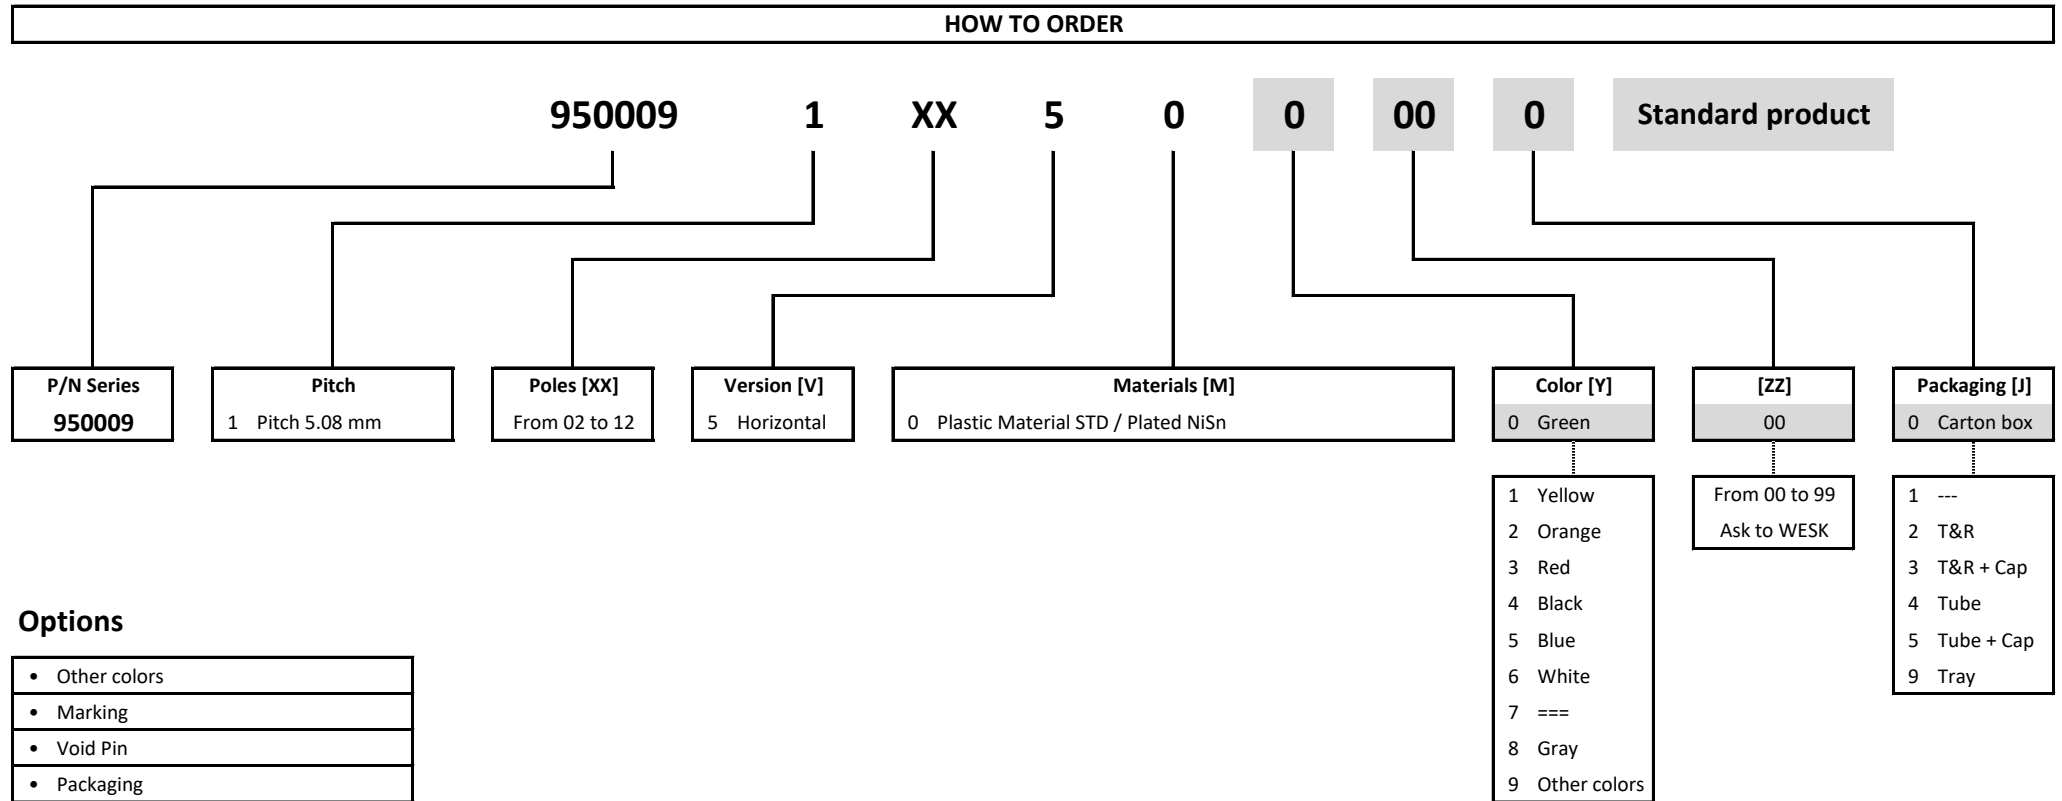 HOW TO ORDER
950009 1 XX 5 0 0 00 0 Standard product
P/N Series Pitch Poles [XX] Version [V] Materials [M] Color [Y] [ZZ] Packaging [J]
950009 1 Pitch 5.08 mm From 02 to 12 5 Horizontal 0 Plastic Material STD / Plated NiSn 0 Green 00 0 Carton box
1 Yellow From 00 to 99 1 ---
2 Orange Ask to WESK 2 T&R
3 Red 3 T&R + Cap
4 Black 4 Tube
Options
5 Blue 5 Tube + Cap
• Other colors 6 White 9 Tray
• Marking 7 ===
• Void Pin 8 Gray
• Packaging 9 Other colors